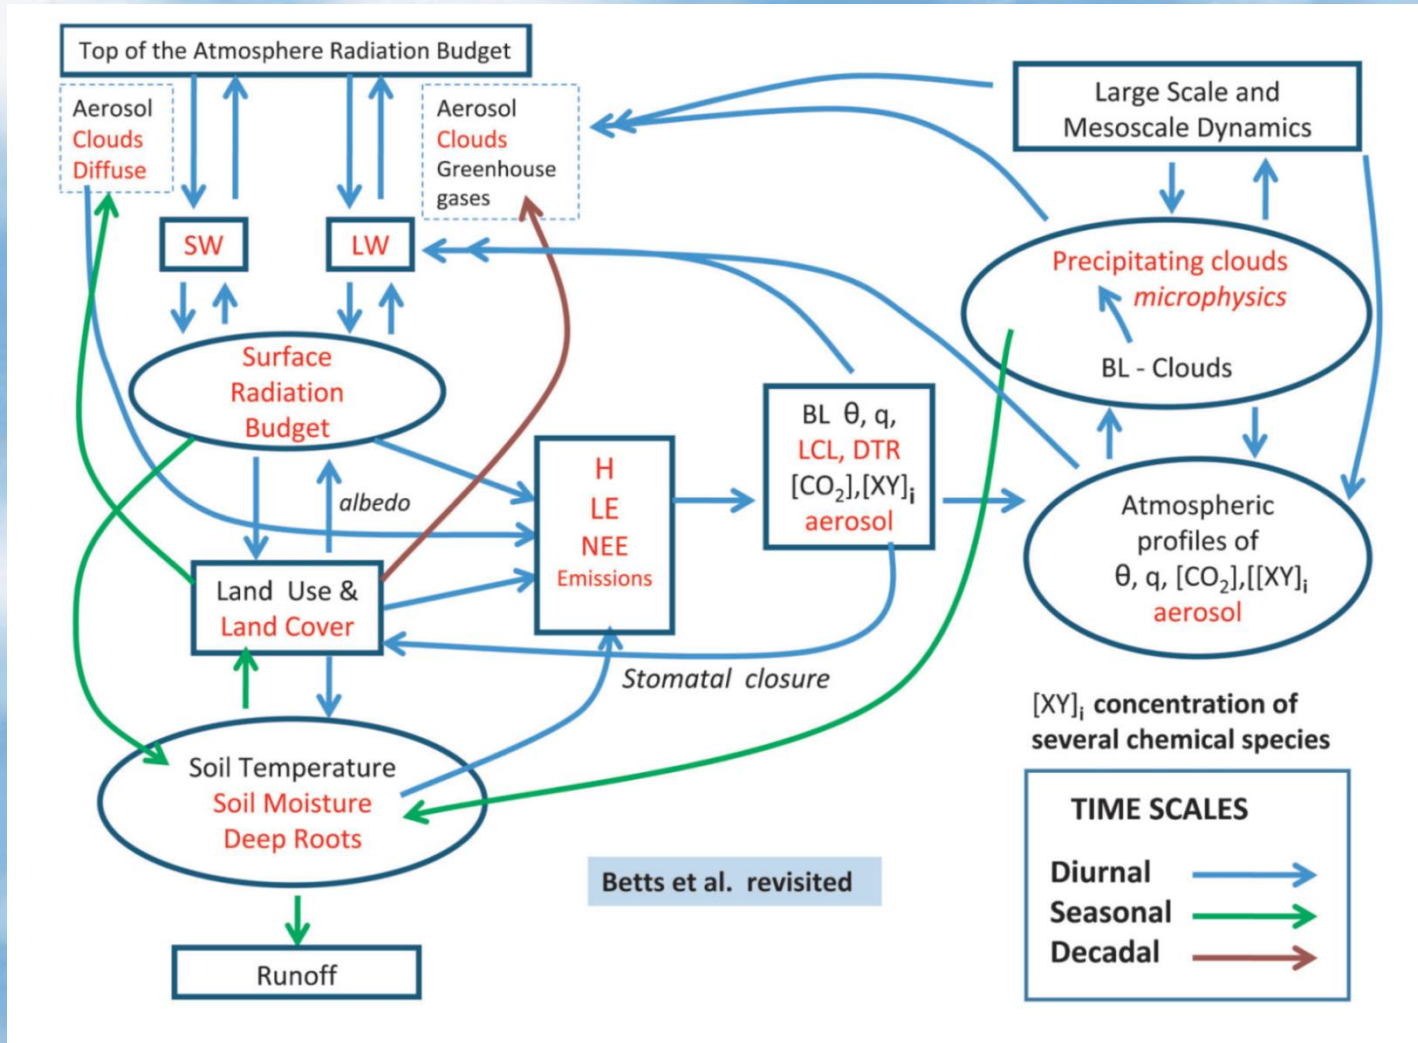 Top of the Atmosphere Radiation Budget
Aerosol
Clouds
Diffuse
Aerosol
Clouds
Greenhouse
gases
Large Scale and
Mesoscale Dynamics
SW
LW
Precipitating clouds
microphysics
BL - Clouds
Surface
Radiation
Budget
albedo
H
LE
NEE
Emissions
BL θ, q,
LCL, DTR
[CO₂],[XY]ᵢ
aerosol
Atmospheric
profiles of
θ, q, [CO₂],[[XY]ᵢ
aerosol
Land Use &
Land Cover
Stomatal closure
Soil Temperature
Soil Moisture
Deep Roots
Runoff
Betts et al. revisited
[XY]ᵢ concentration of
several chemical species
TIME SCALES
Diurnal
Seasonal
Decadal